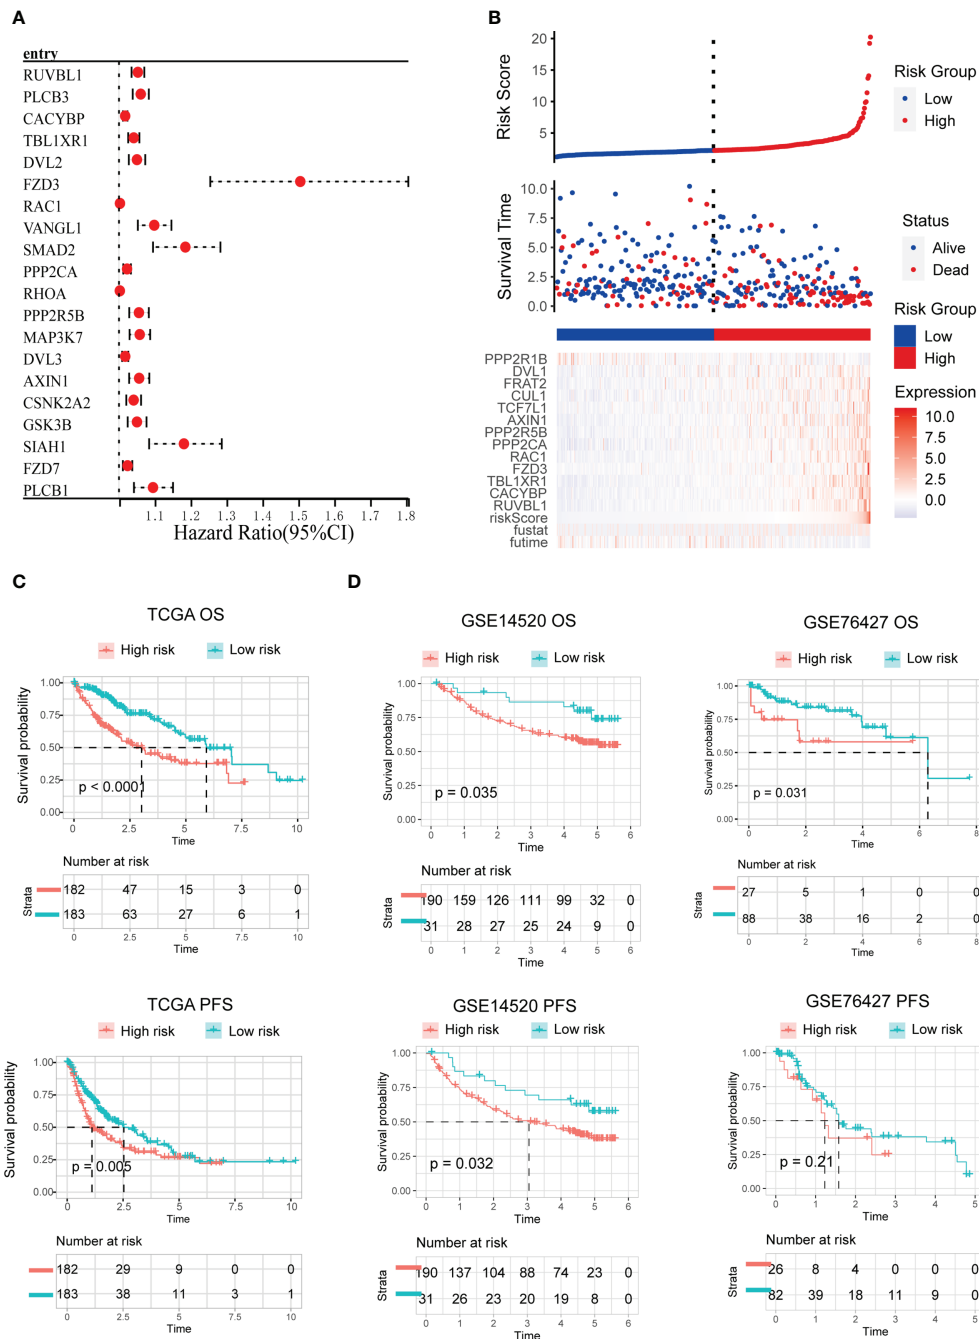 A
entry
RUVBL1
PLCB3
CACYBP
TBL1XR1
DVL2
FZD3
RAC1
VANGL1
SMAD2
PPP2CA
RHOA
PPP2R5B
MAP3K7
DVL3
AXIN1
CSNK2A2
GSK3B
SIAH1
FZD7
PLCB1
1.1 1.2 1.3 1.4 1.5 1.6 1.7 1.8
Hazard Ratio(95%CI)
B
Risk Score
20
15
10
5
Risk Group
Low
High
Survival Time
10.0
7.5
5.0
2.5
0.0
Status
Alive
Dead
Risk Group
Low
High
PPP2R1B
DVL1
FRAT2
CUL1
TCF7L1
AXIN1
PPP2R5B
PPP2CA
RAC1
FZD3
TBL1XR1
CACYBP
RUVBL1
riskScore
fustat
futime
Expression
10.0
7.5
5.0
2.5
0.0
C
TCGA OS
High risk Low risk
Survival probability
1.00
0.75
0.50
0.25
0.00
p < 0.0001
0 2.5 5 7.5 10
Time
Number at risk
Strata
182 47 15 3 0
183 63 27 6 1
0 2.5 5 7.5 10
Time
TCGA PFS
High risk Low risk
Survival probability
1.00
0.75
0.50
0.25
0.00
p = 0.005
0 2.5 5 7.5 10
Time
Number at risk
182 29 9 0 0
183 38 11 3 1
0 2.5 5 7.5 10
Time
D
GSE14520 OS
High risk Low risk
Survival probability
1.00
0.75
0.50
0.25
0.00
p = 0.035
0 1 2 3 4 5 6
Time
Number at risk
Strata
190 159 126 111 99 32 0
31 28 27 25 24 9 0
0 1 2 3 4 5 6
Time
GSE76427 OS
High risk Low risk
Survival probability
1.00
0.75
0.50
0.25
0.00
p = 0.031
0 2 4 6 8
Time
Number at risk
Strata
27 5 1 0 0
88 38 16 2 0
0 2 4 6 8
Time
GSE14520 PFS
High risk Low risk
Survival probability
1.00
0.75
0.50
0.25
0.00
p = 0.032
0 1 2 3 4 5 6
Time
Number at risk
Strata
190 137 104 88 74 23 0
31 26 23 20 19 8 0
0 1 2 3 4 5 6
Time
GSE76427 PFS
High risk Low risk
Survival probability
1.00
0.75
0.50
0.25
0.00
p = 0.21
0 1 2 3 4 5
Time
Number at risk
Strata
26 8 4 0 0 0
82 39 18 11 9 0
0 1 2 3 4 5
Time